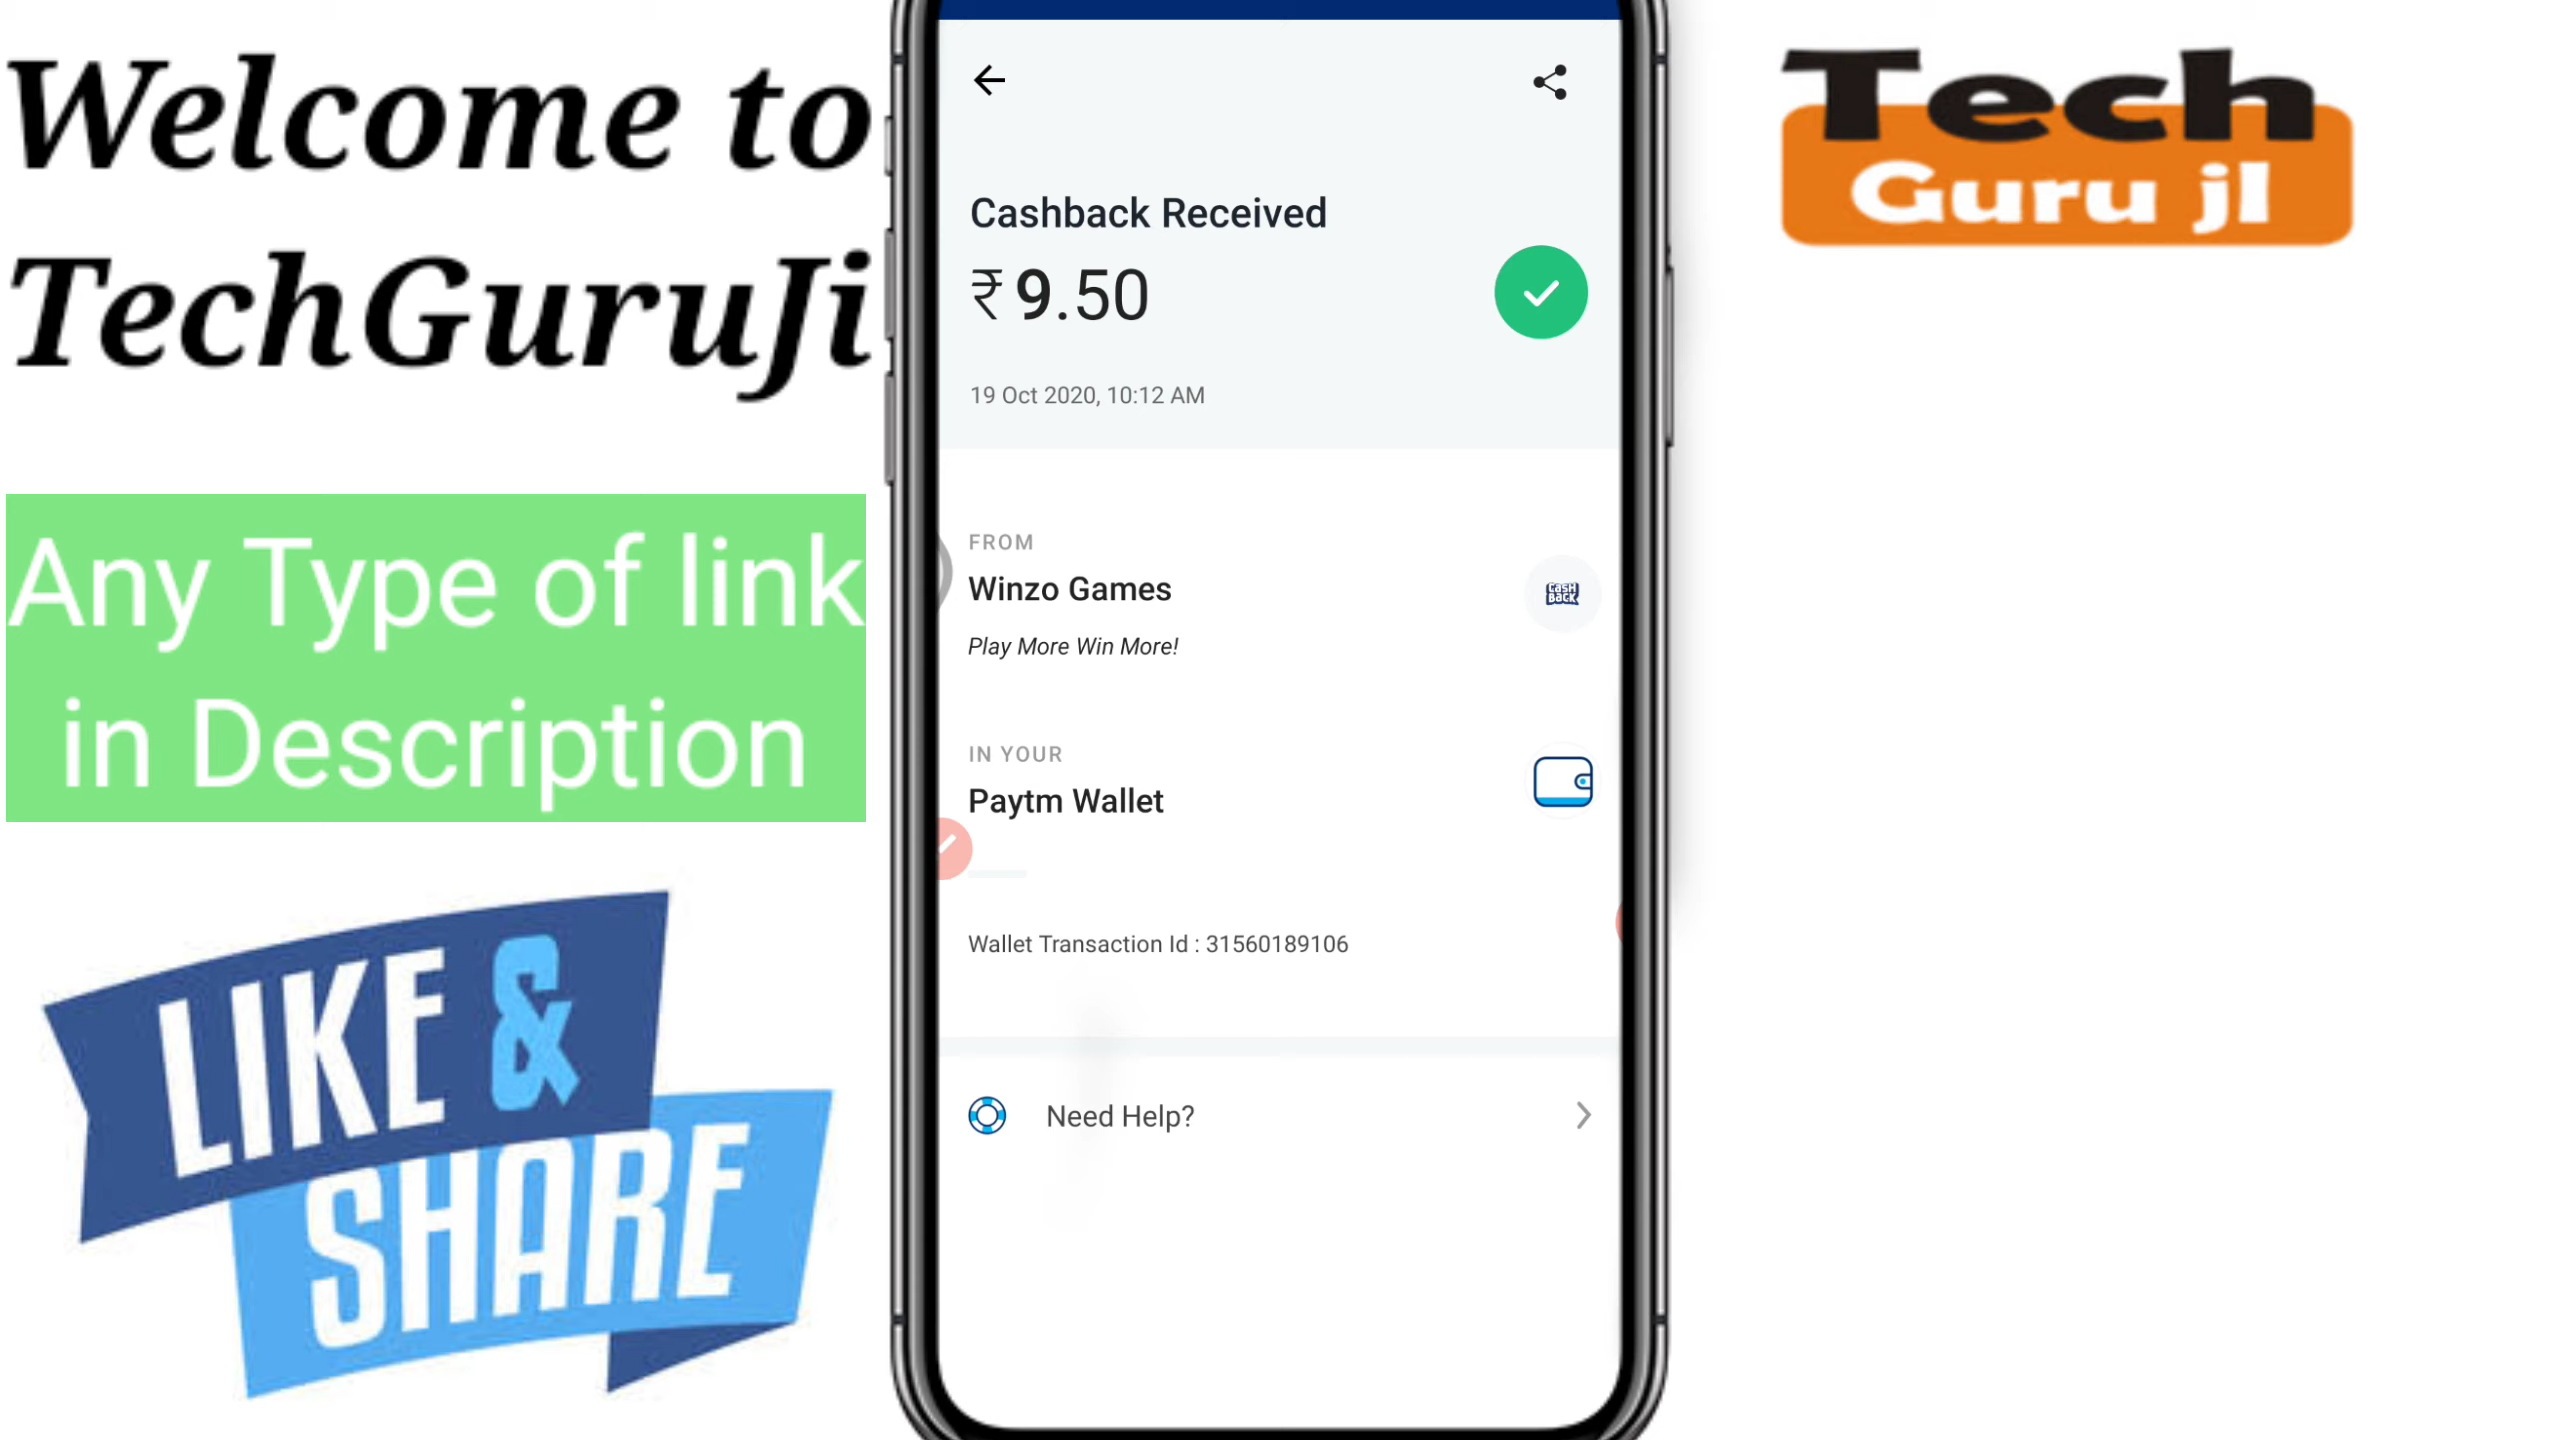 Welcome to
TechGuruJi
Any Type of link
in Description
LIKE &
SHARE
Cashback Received
₹9.50
19 Oct 2020, 10:12 AM
FROM
Winzo Games
CASH
BACK
Play More Win More!
IN YOUR
Paytm Wallet
Wallet Transaction Id : 31560189106
Need Help?
Tech
Guru jI